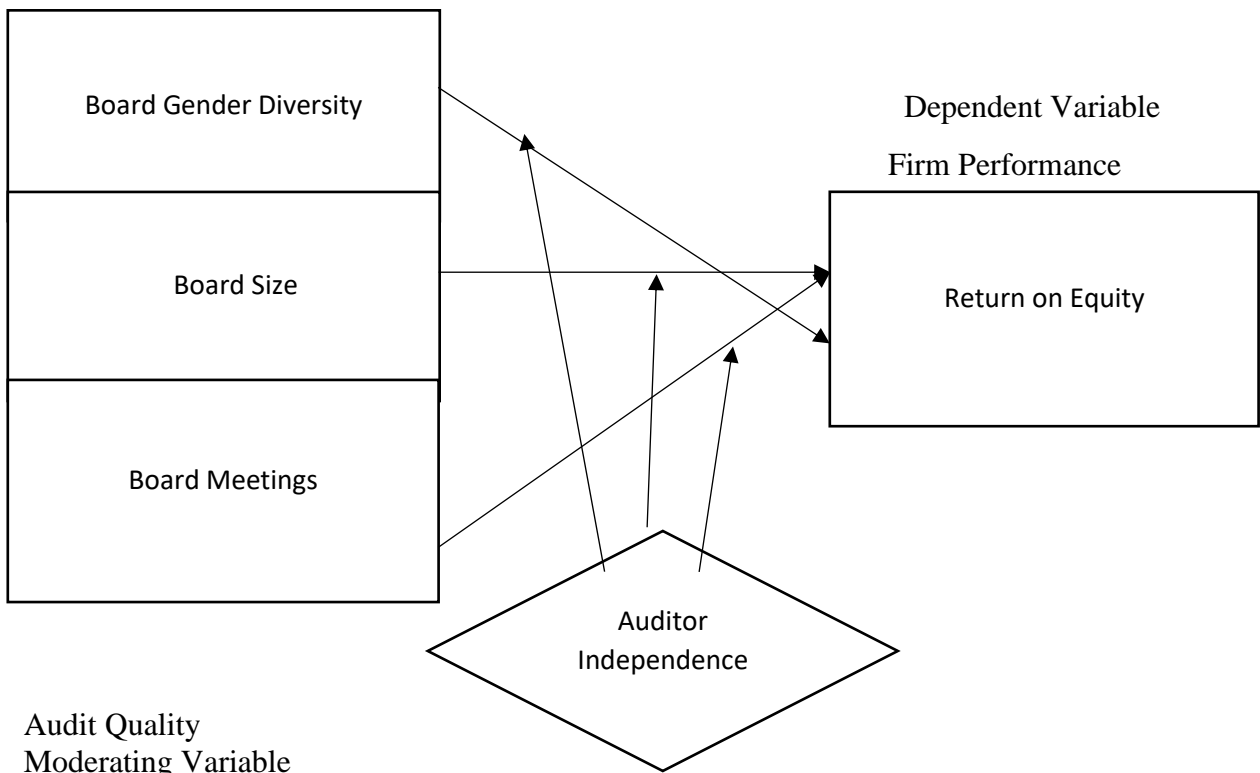 Board Gender Diversity
Dependent Variable
Firm Performance
Board Size
Return on Equity
Board Meetings
Auditor
Independence
Audit Quality
Moderating Variable